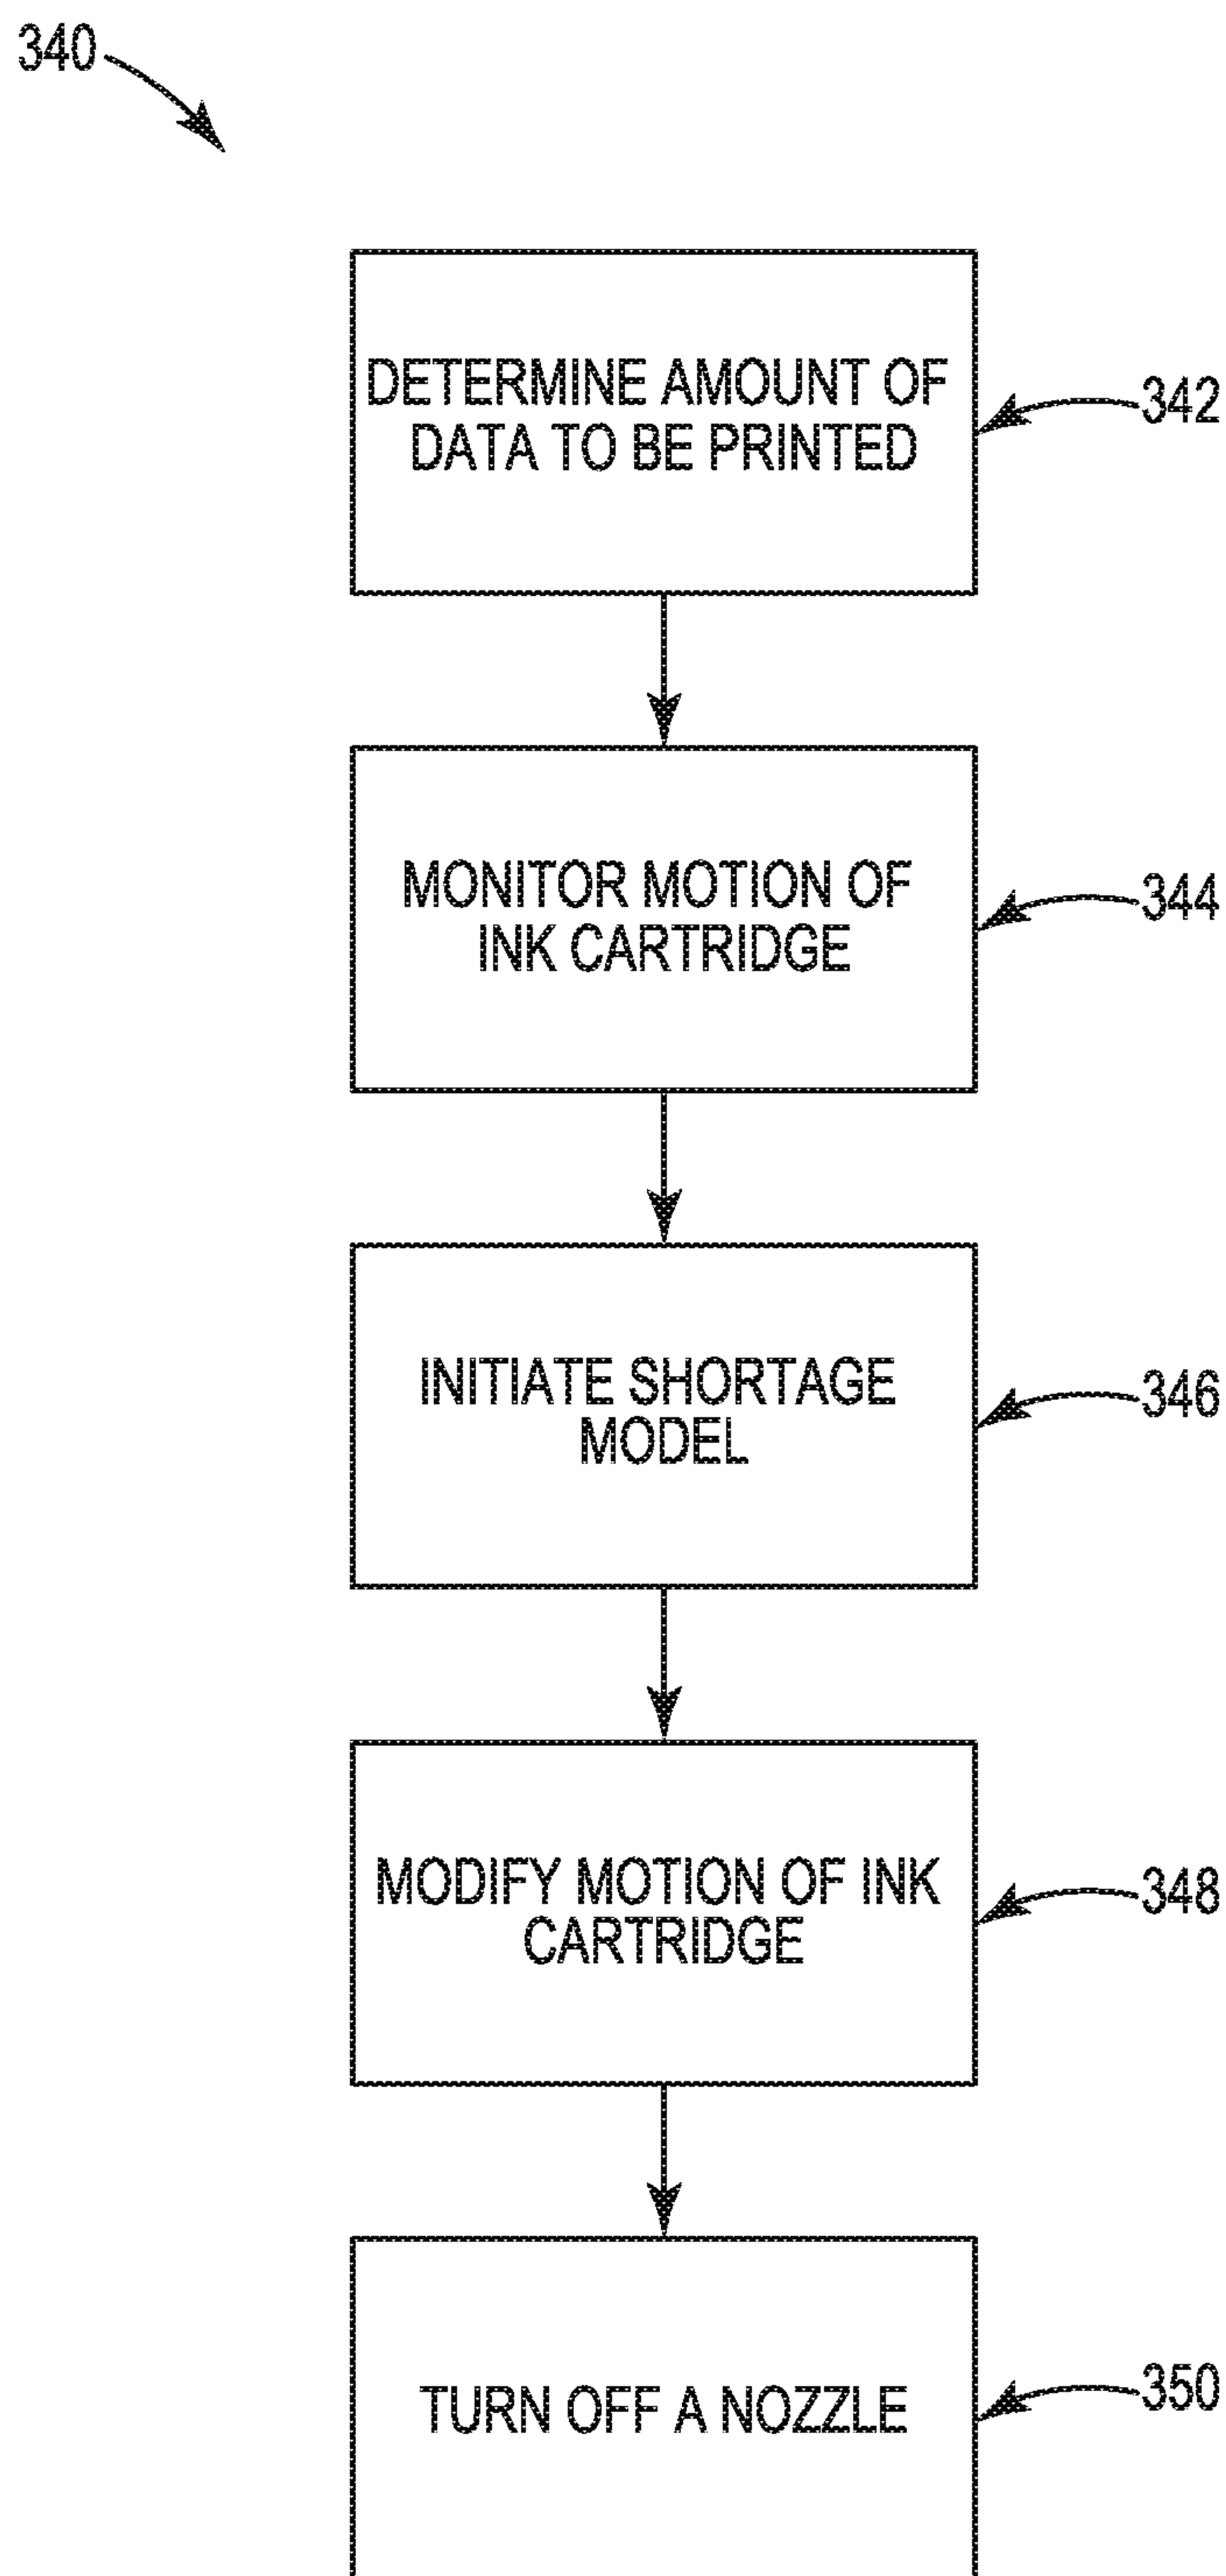 340
DETERMINE AMOUNT OF
DATA TO BE PRINTED
342
MONITOR MOTION OF
INK CARTRIDGE
344
INITIATE SHORTAGE
MODEL
346
MODIFY MOTION OF INK
CARTRIDGE
348
TURN OFF A NOZZLE
350